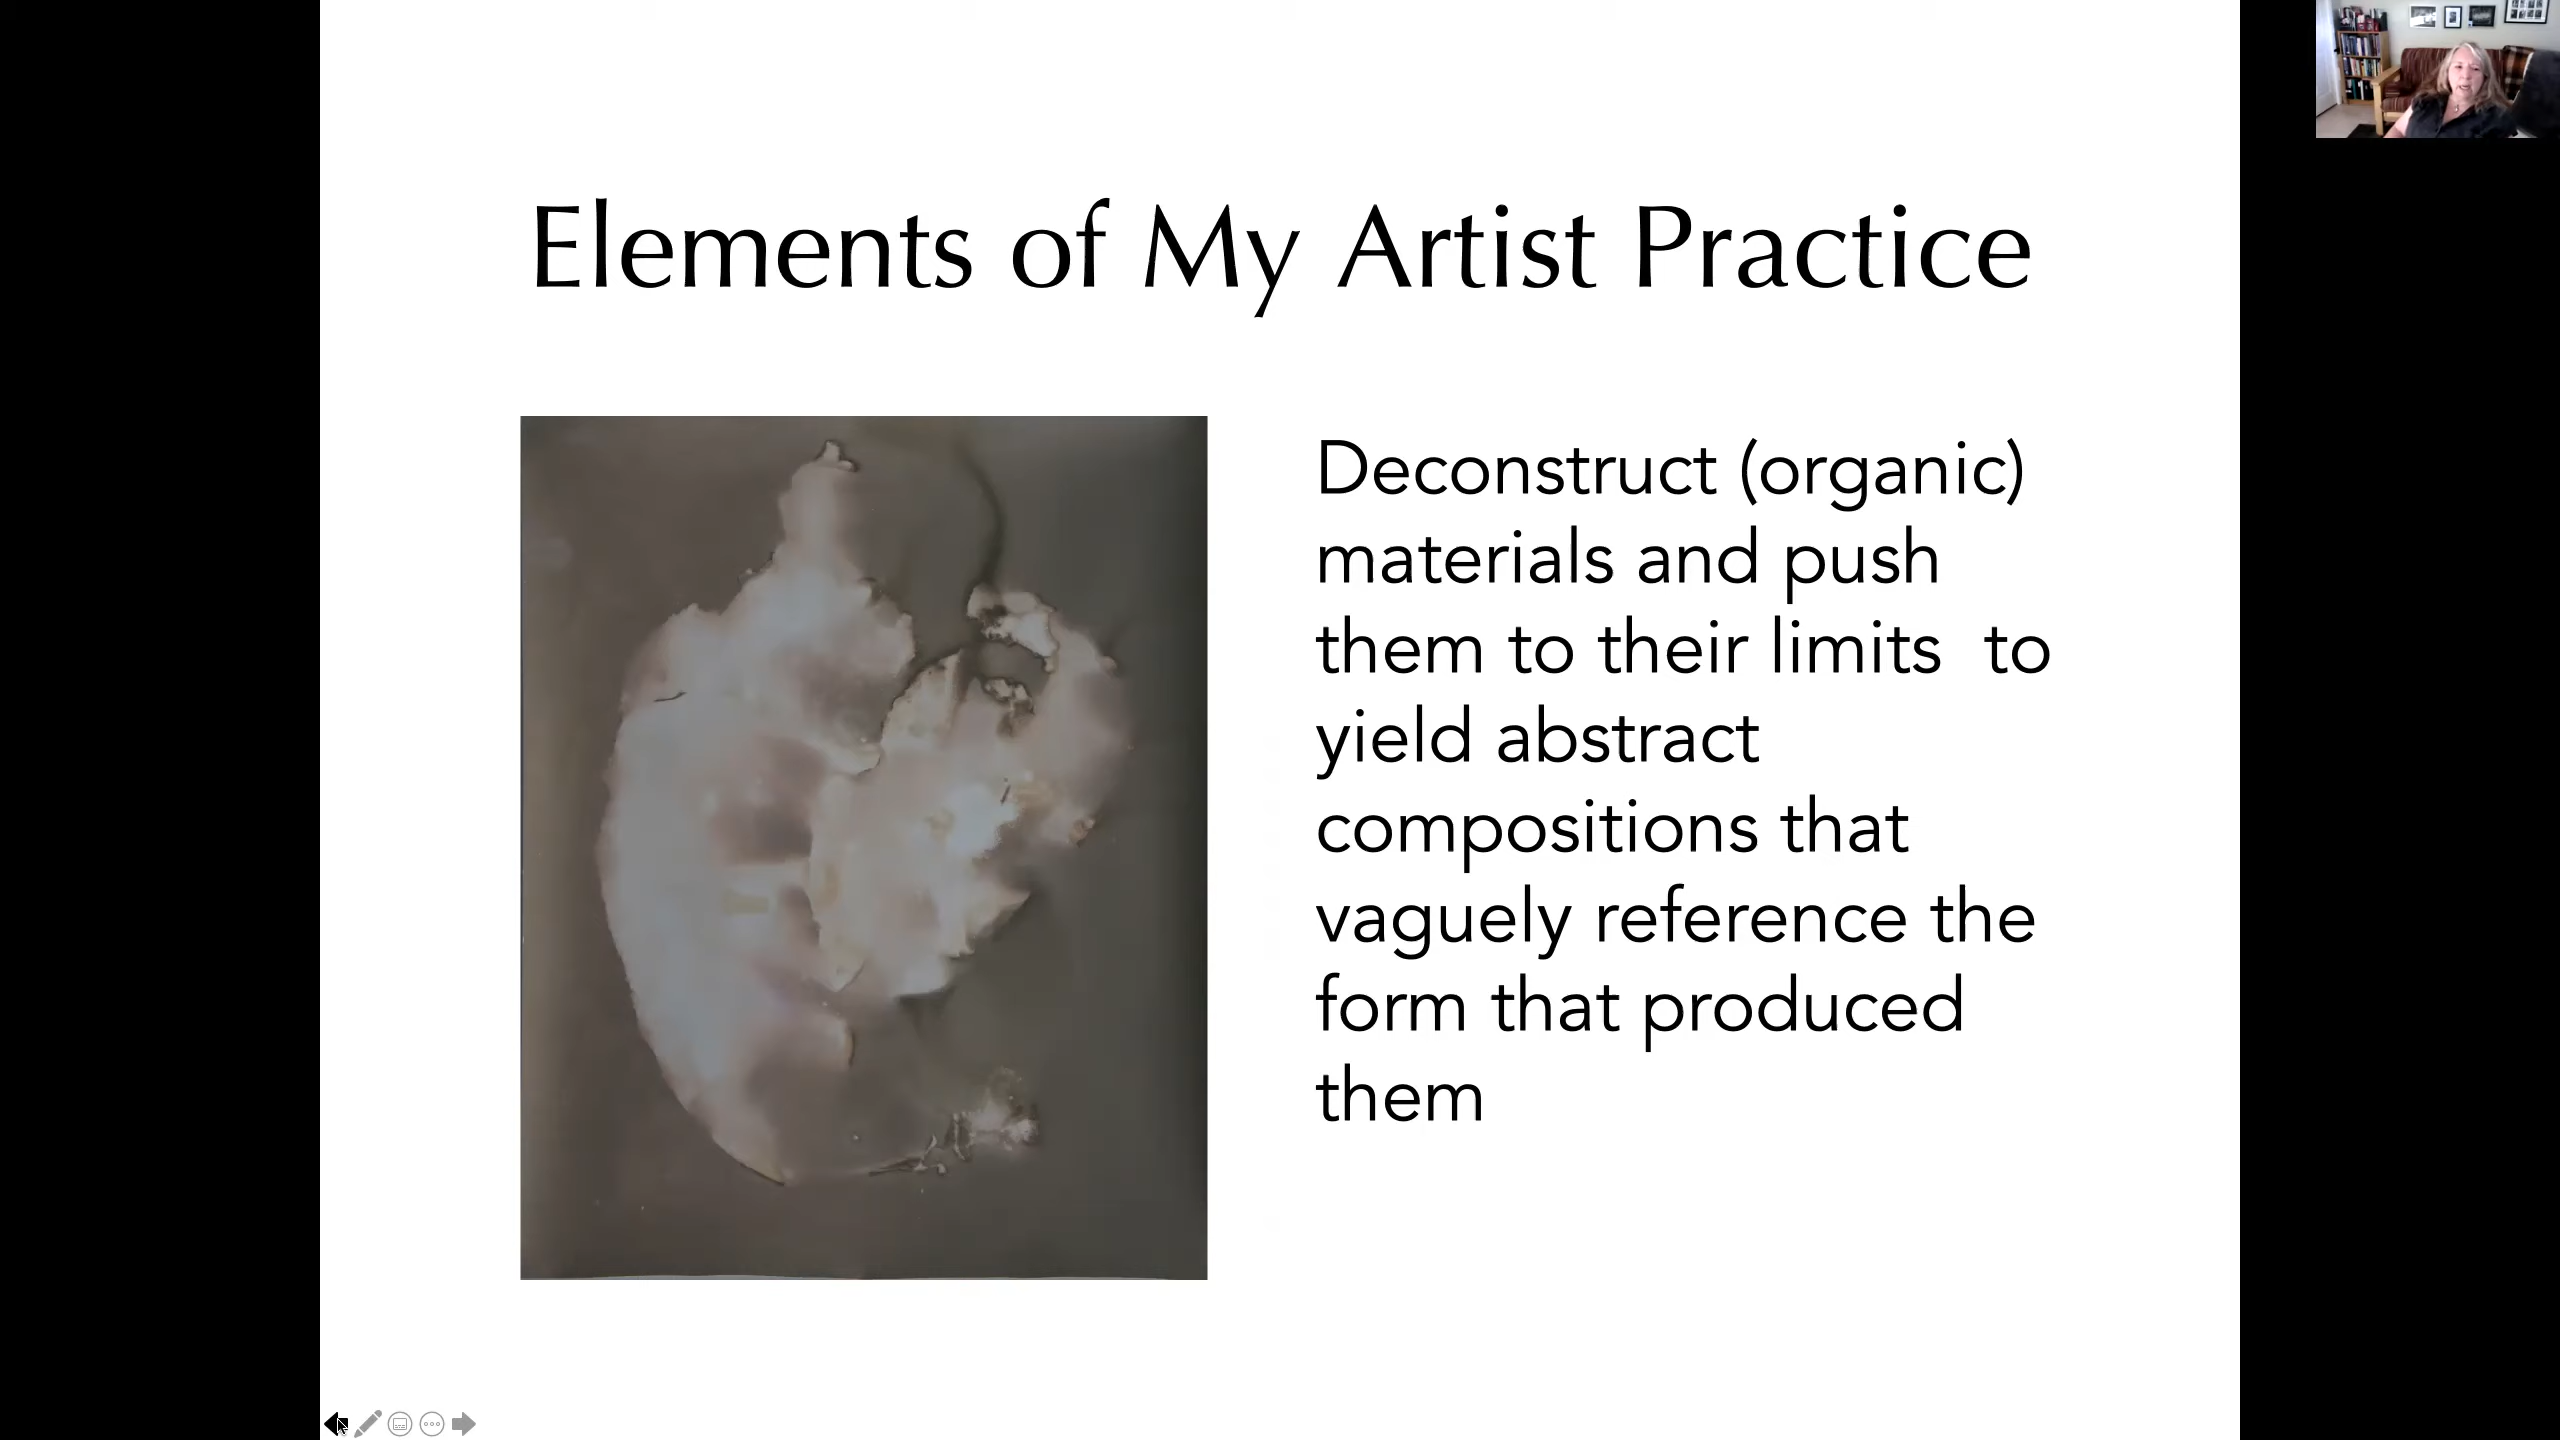 Elements of My Artist Practice
Deconstruct (organic)
materials and push
them to their limits  to
yield abstract
compositions that
vaguely reference the
form that produced
them